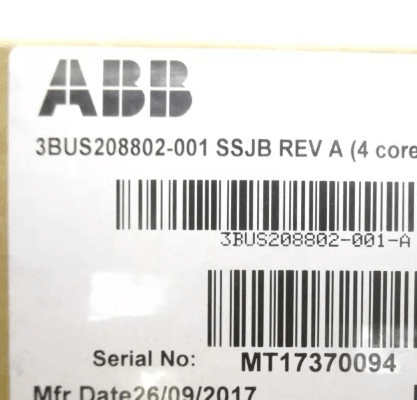 ABB
3BUS208802-001 SSJB REV A (4 core
3BUS208802-001-A
Serial No: MT17370094
Mfr Date26/09/2017